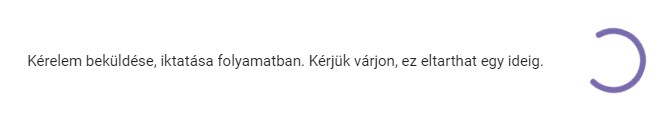 Kérelem beküldése, iktatása folyamatban. Kérjük várjon, ez eltarthat egy ideig.